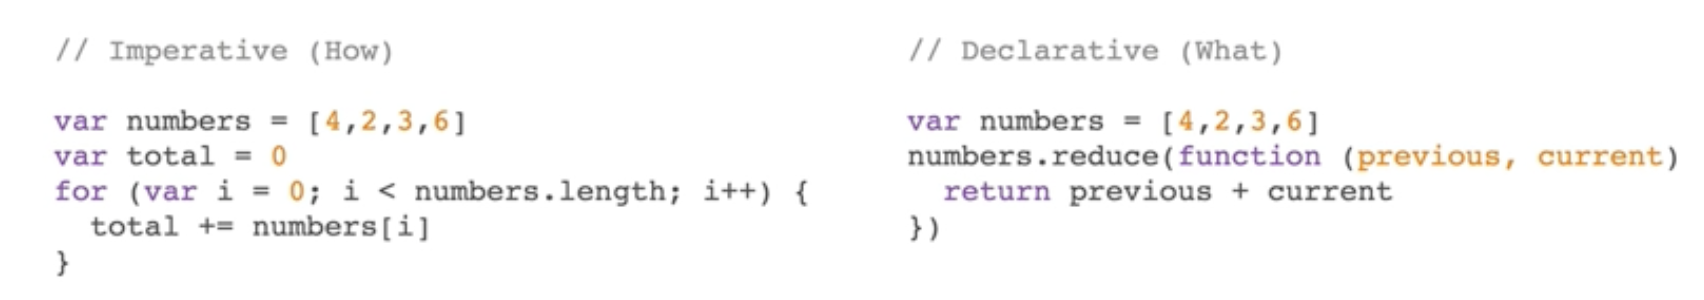 // Imperative (How)
var numbers = [4,2,3,6]
var total = 0
for (var i = 0; i < numbers.length; i++) {
  total += numbers[i]
}
// Declarative (What)
var numbers = [4,2,3,6]
numbers.reduce(function (previous, current)
  return previous + current
})